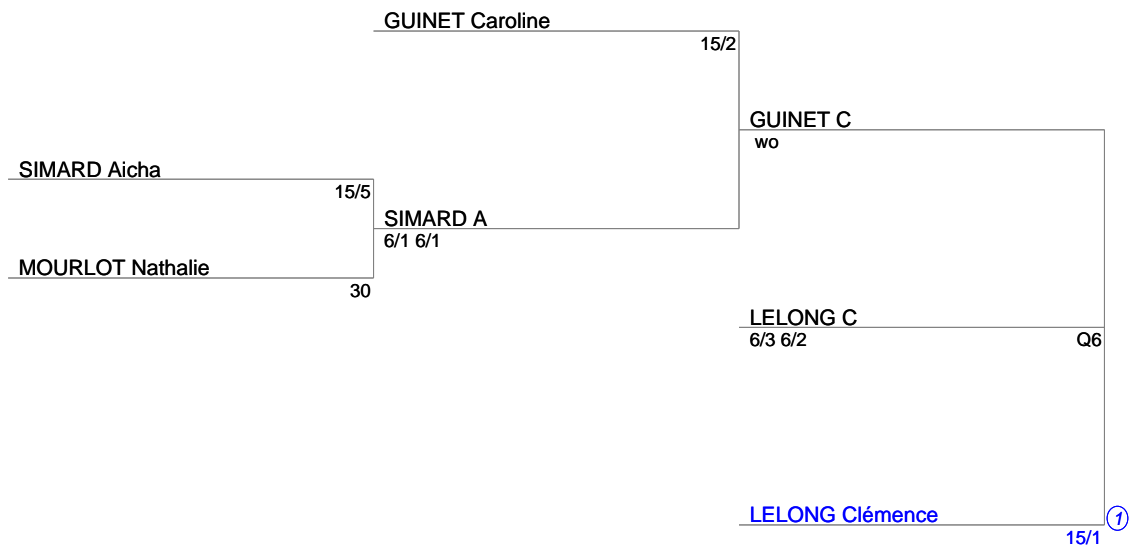 GUINET Caroline
15/2
GUINET C
wo
SIMARD Aicha
15/5
SIMARD A
6/1 6/1
MOURLOT Nathalie
30
LELONG C
6/3 6/2
Q6
LELONG Clémence
1
15/1